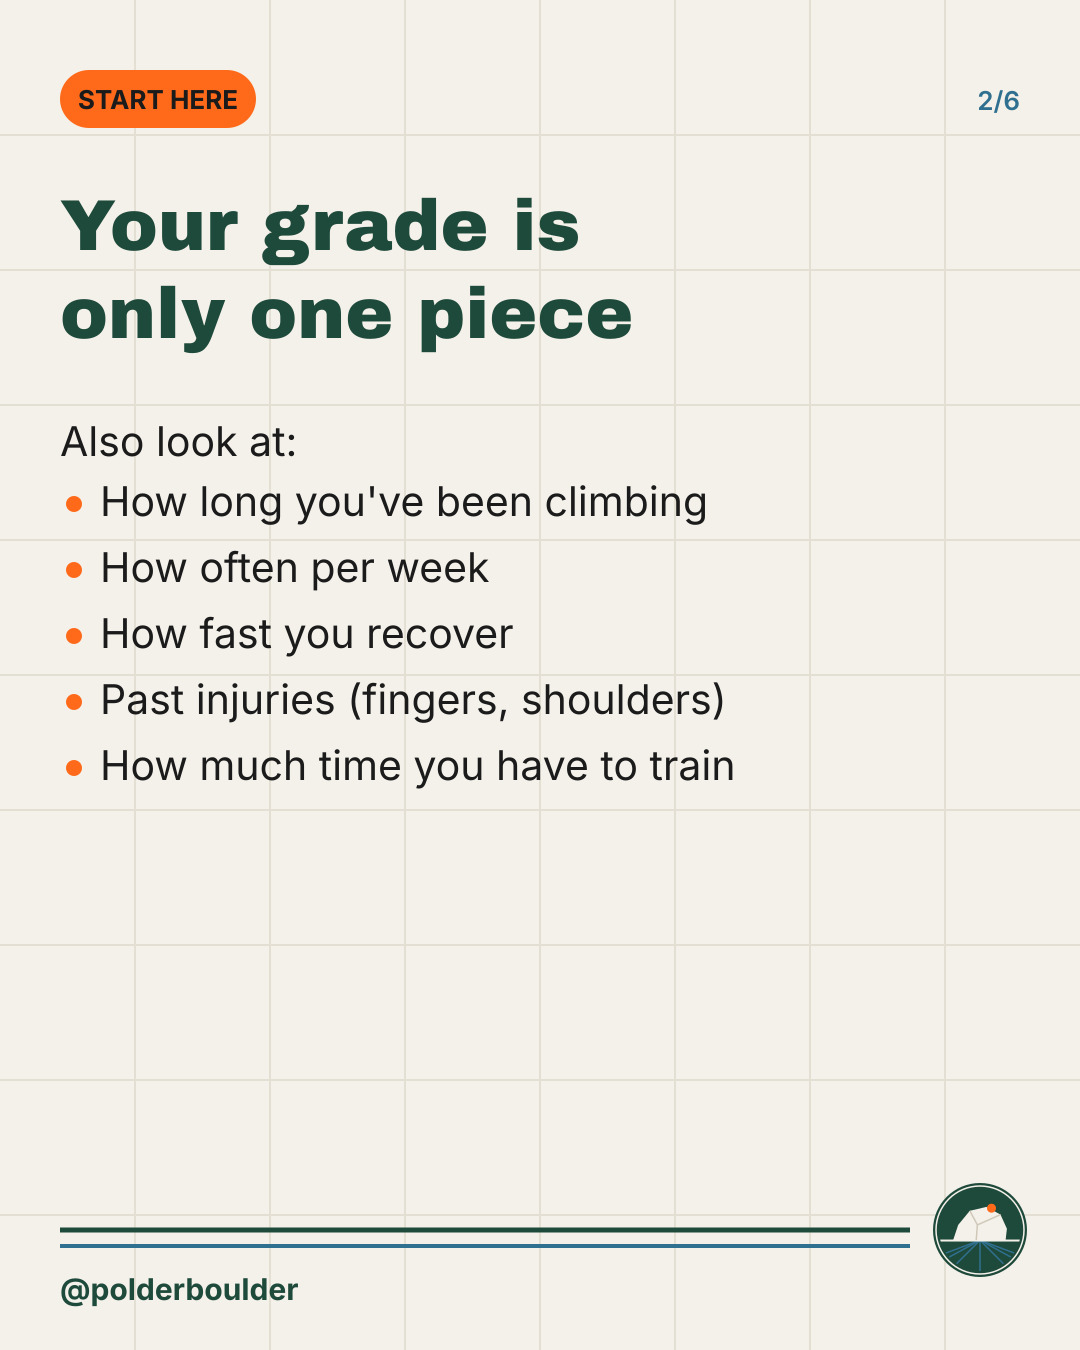 START HERE
2/6
Your grade is
only one piece
Also look at:
How long you've been climbing
How often per week
How fast you recover
Past injuries (fingers, shoulders)
How much time you have to train
@polderboulder